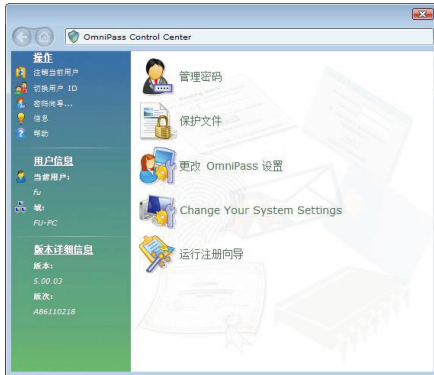 OmniPass Control Center
操作
注销当前用户
切换用户 ID
密码向导...
信息
帮助
用户信息
当前用户:
fu
域:
FU-PC
版本详细信息
版本:
5.00.03
版次:
AB6110218
管理密码
保护文件
更改 OmniPass 设置
Change Your System Settings
运行注册向导